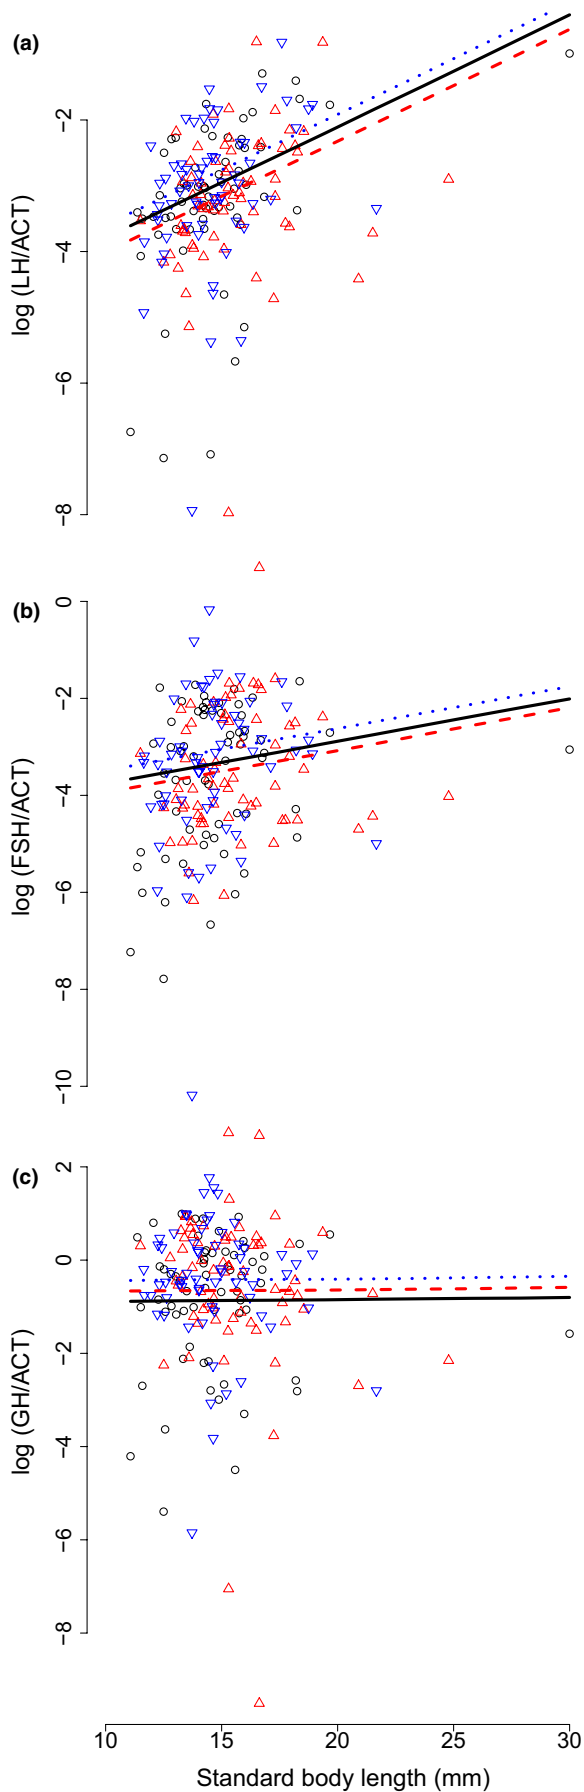 (a)
log (LH/ACT)
−2
−4
−6
−8
(b)
log (FSH/ACT)
0
−2
−4
−6
−8
−10
(c)
log (GH/ACT)
2
0
−2
−4
−6
−8
10 15 20 25 30
Standard body length (mm)